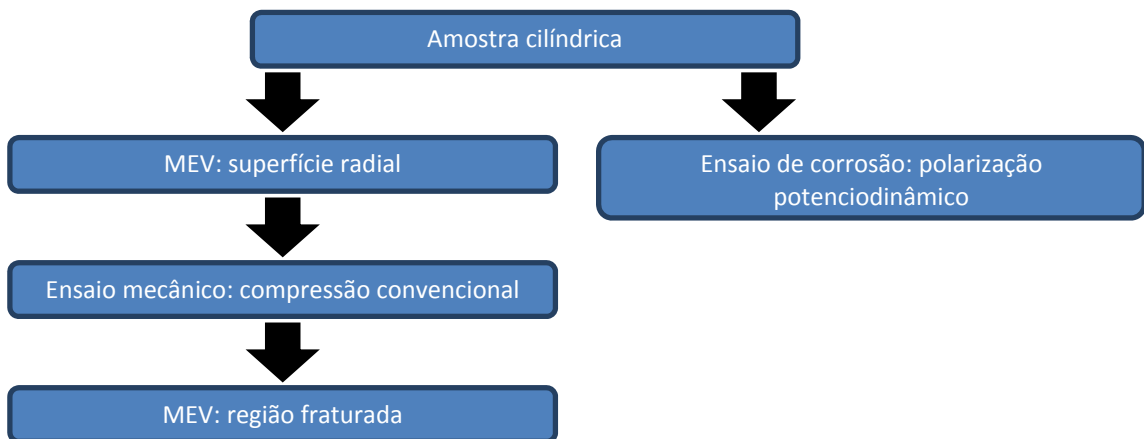 Amostra cilíndrica
MEV: superfície radial
Ensaio de corrosão: polarização
potenciodinâmico
Ensaio mecânico: compressão convencional
MEV: região fraturada